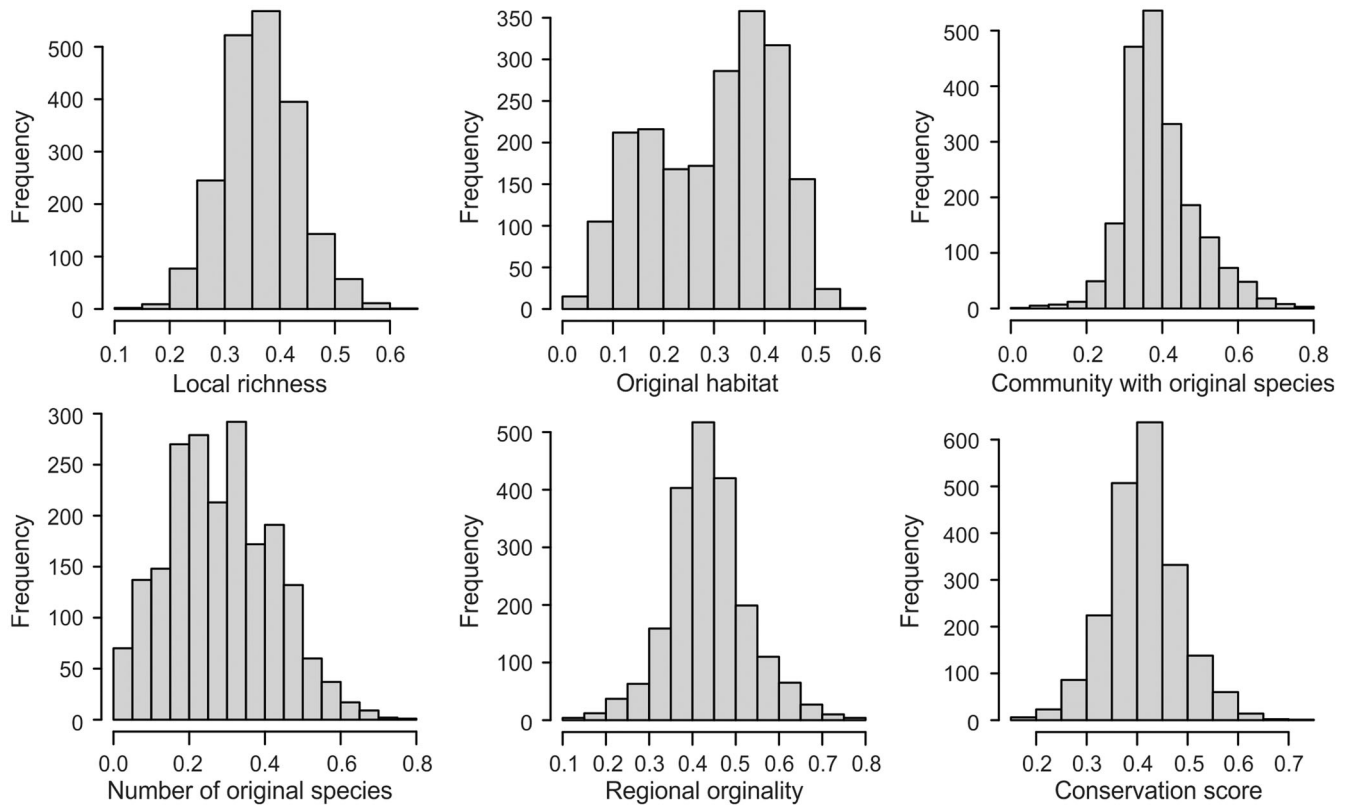 Frequency
500
400
300
200
100
0
0.1 0.2 0.3 0.4 0.5 0.6
Local richness
Frequency
350
300
250
200
150
100
50
0
0.0 0.1 0.2 0.3 0.4 0.5 0.6
Original habitat
Frequency
500
400
300
200
100
0
0.0 0.2 0.4 0.6 0.8
Community with original species
Frequency
300
250
200
150
100
50
0
0.0 0.2 0.4 0.6 0.8
Number of original species
Frequency
500
400
300
200
100
0
0.1 0.2 0.3 0.4 0.5 0.6 0.7 0.8
Regional orginality
Frequency
600
500
400
300
200
100
0
0.2 0.3 0.4 0.5 0.6 0.7
Conservation score